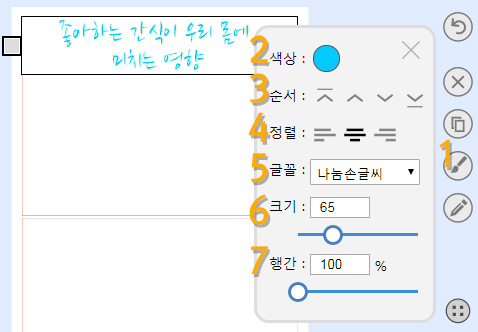 좋아하는 간식이 우리 몸에
미치는 영향
2 색상 :
3 순서 :
4 정렬 :
1
5 글꼴 : 나눔손글씨
6 크기 : 65
7 행간 : 100 %